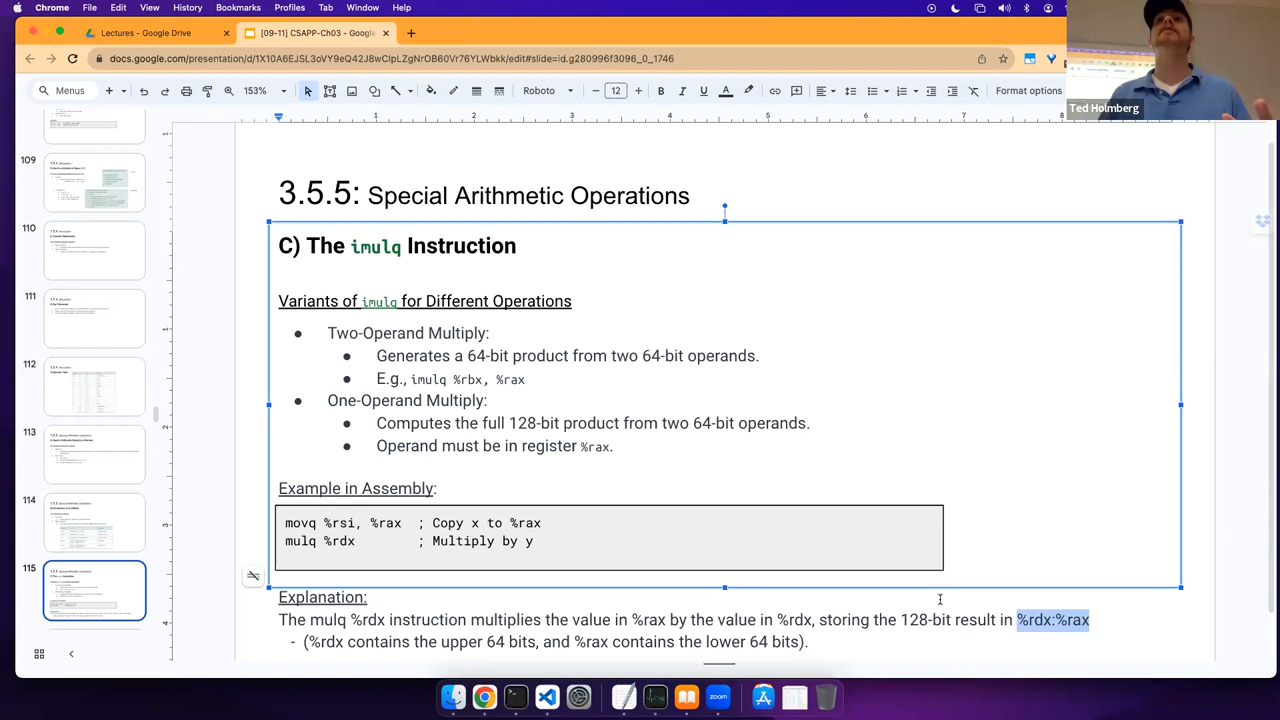 Chrome File Edit View History Bookmarks Profiles Tab Window Help
Lectures - Google Drive
[09-11] CSAPP-Ch03 - Google
docs.google.com/presentation/d/1X10A6EJSL3oVY9eQ42J8wClpLZgNrOB60Vr76YLWbkk/edit#slide=id.g280996f3096_0_1746
Menus
153%
Roboto
12
Format options
Ted Holmberg
109
110
111
112
113
114
115
3.5.5: Special Arithmetic Operations
C) The imulq Instruction
Variants of imulq for Different Operations
● Two-Operand Multiply:
● Generates a 64-bit product from two 64-bit operands.
● E.g., imulq %rbx, %rax
● One-Operand Multiply:
● Computes the full 128-bit product from two 64-bit operands.
● Operand must be in register %rax.
Example in Assembly:
movq %rsi, %rax ; Copy x to %rax
mulq %rdx ; Multiply by y
Explanation:
The mulq %rdx instruction multiplies the value in %rax by the value in %rdx, storing the 128-bit result in %rdx:%rax
- (%rdx contains the upper 64 bits, and %rax contains the lower 64 bits).
zoom